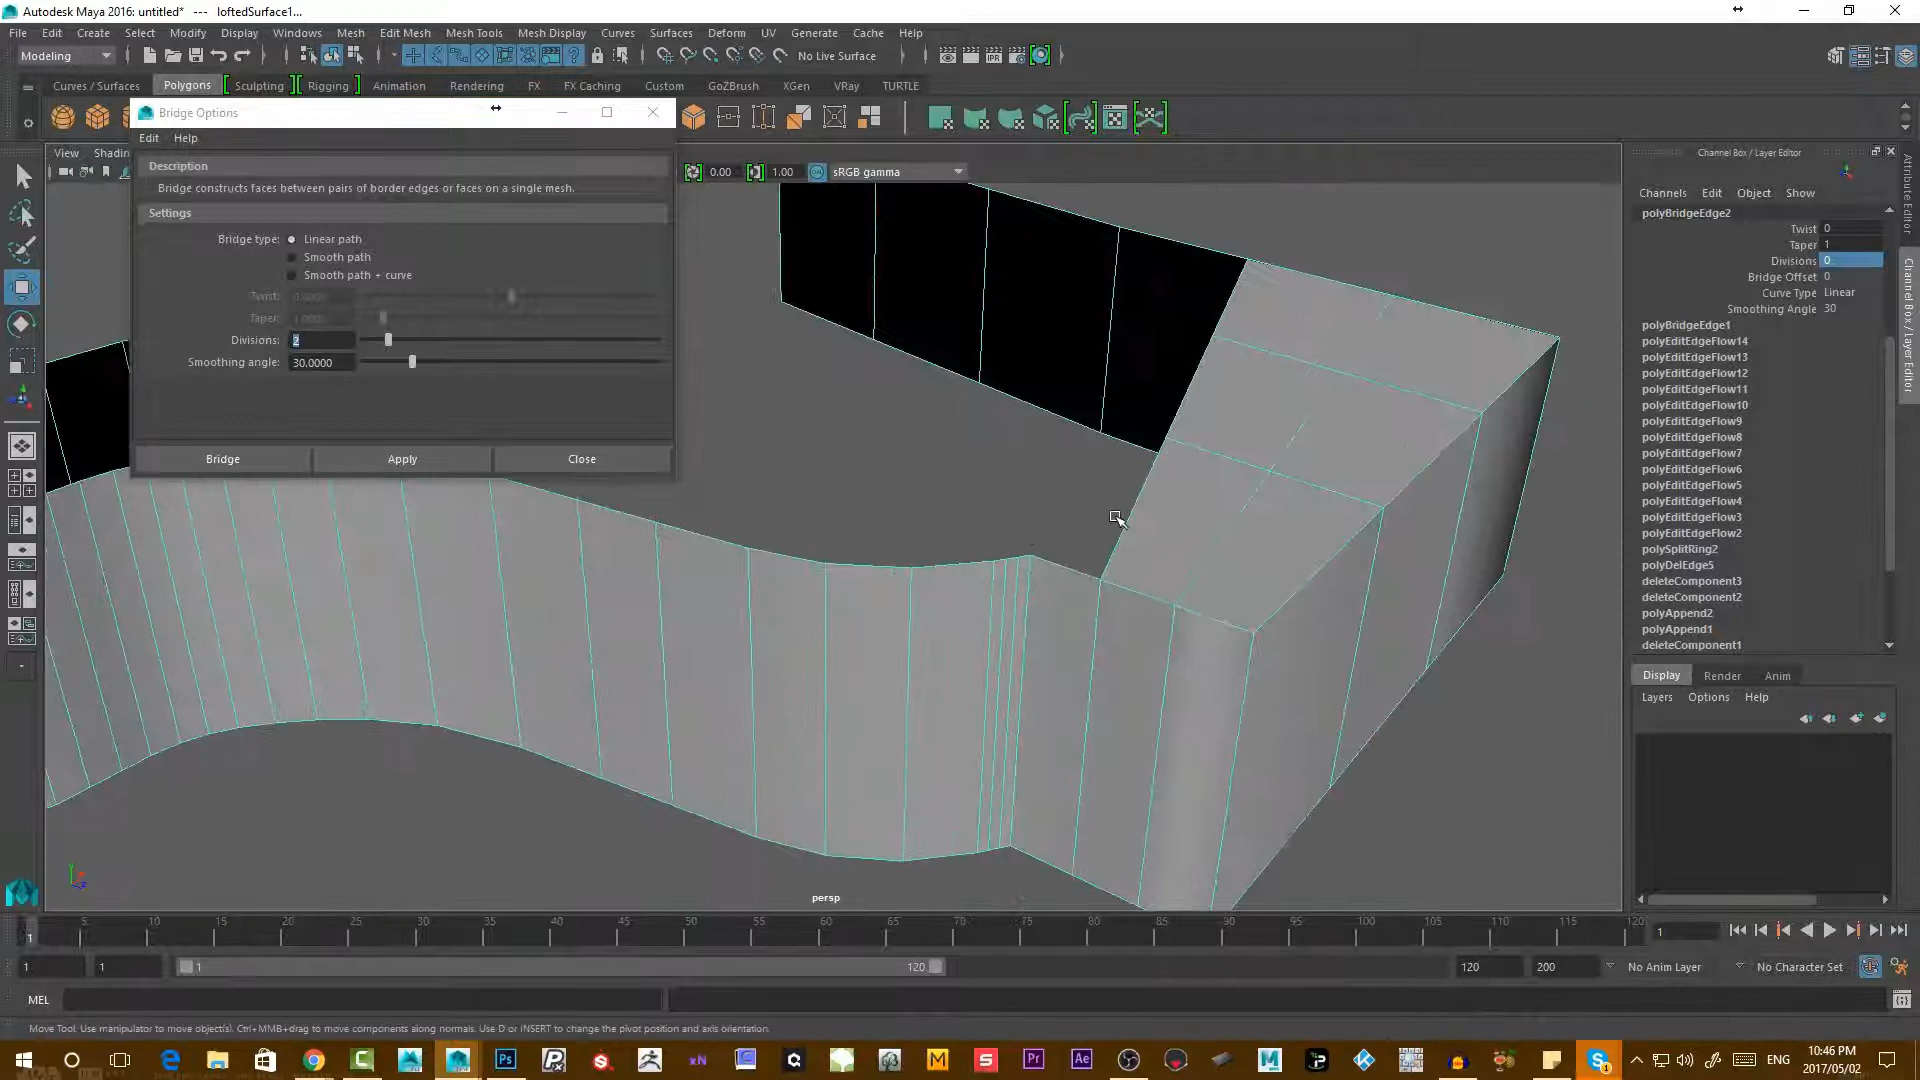 Autodesk Maya 2016: untitled*   ---   loftedSurface1...
File Edit Create Select Modify Display Windows Mesh Edit Mesh Mesh Tools Mesh Display Curves Surfaces Deform UV Generate Cache Help
Modeling
No Live Surface
Curves / Surfaces Polygons Sculpting Rigging Animation Rendering FX FX Caching Custom GoZBrush XGen VRay TURTLE
Bridge Options
Edit Help
Description
Bridge constructs faces between pairs of border edges or faces on a single mesh.
Settings
Bridge type: Linear path
Smooth path
Smooth path + curve
Twist: 0.0000
Taper: 1.0000
Divisions: 2
Smoothing angle: 30.0000
Bridge Apply Close
View Shadin
0.00 1.00 sRGB gamma
persp
Channel Box / Layer Editor
Channels Edit Object Show
polyBridgeEdge2
Twist 0
Taper 1
Divisions 0
Bridge Offset 0
Curve Type Linear
Smoothing Angle 30
polyBridgeEdge1
polyEditEdgeFlow14
polyEditEdgeFlow13
polyEditEdgeFlow12
polyEditEdgeFlow11
polyEditEdgeFlow10
polyEditEdgeFlow9
polyEditEdgeFlow8
polyEditEdgeFlow7
polyEditEdgeFlow6
polyEditEdgeFlow5
polyEditEdgeFlow4
polyEditEdgeFlow3
polyEditEdgeFlow2
polySplitRing2
polyDelEdge5
deleteComponent3
deleteComponent2
polyAppend2
polyAppend1
deleteComponent1
Display Render Anim
Layers Options Help
Attribute Editor
Channel Box / Layer Editor
5 10 15 20 25 30 35 40 45 50 55 60 65 70 75 80 85 90 95 100 105 110 115 120
1
1
1 1 1 120 120 200 No Anim Layer No Character Set
MEL
Move Tool: Use manipulator to move object(s). Ctrl+MMB+drag to move components along normals. Use D or INSERT to change the pivot position and axis orientation.
ENG
10:46 PM
2017/05/02